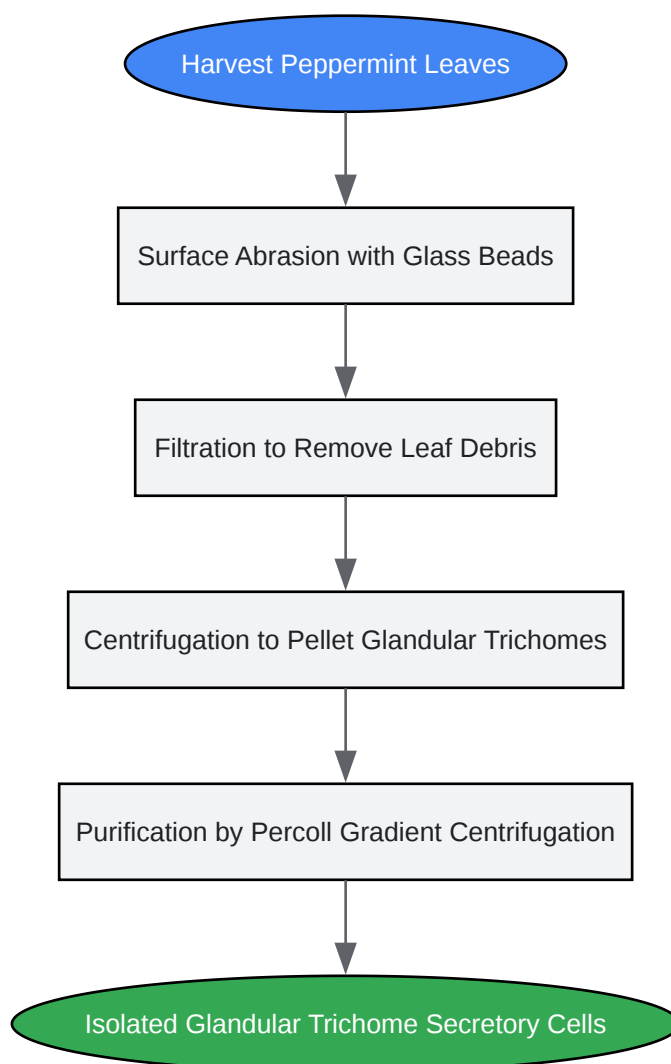 Harvest Peppermint Leaves
Surface Abrasion with Glass Beads
Filtration to Remove Leaf Debris
Centrifugation to Pellet Glandular Trichomes
Purification by Percoll Gradient Centrifugation
Isolated Glandular Trichome Secretory Cells